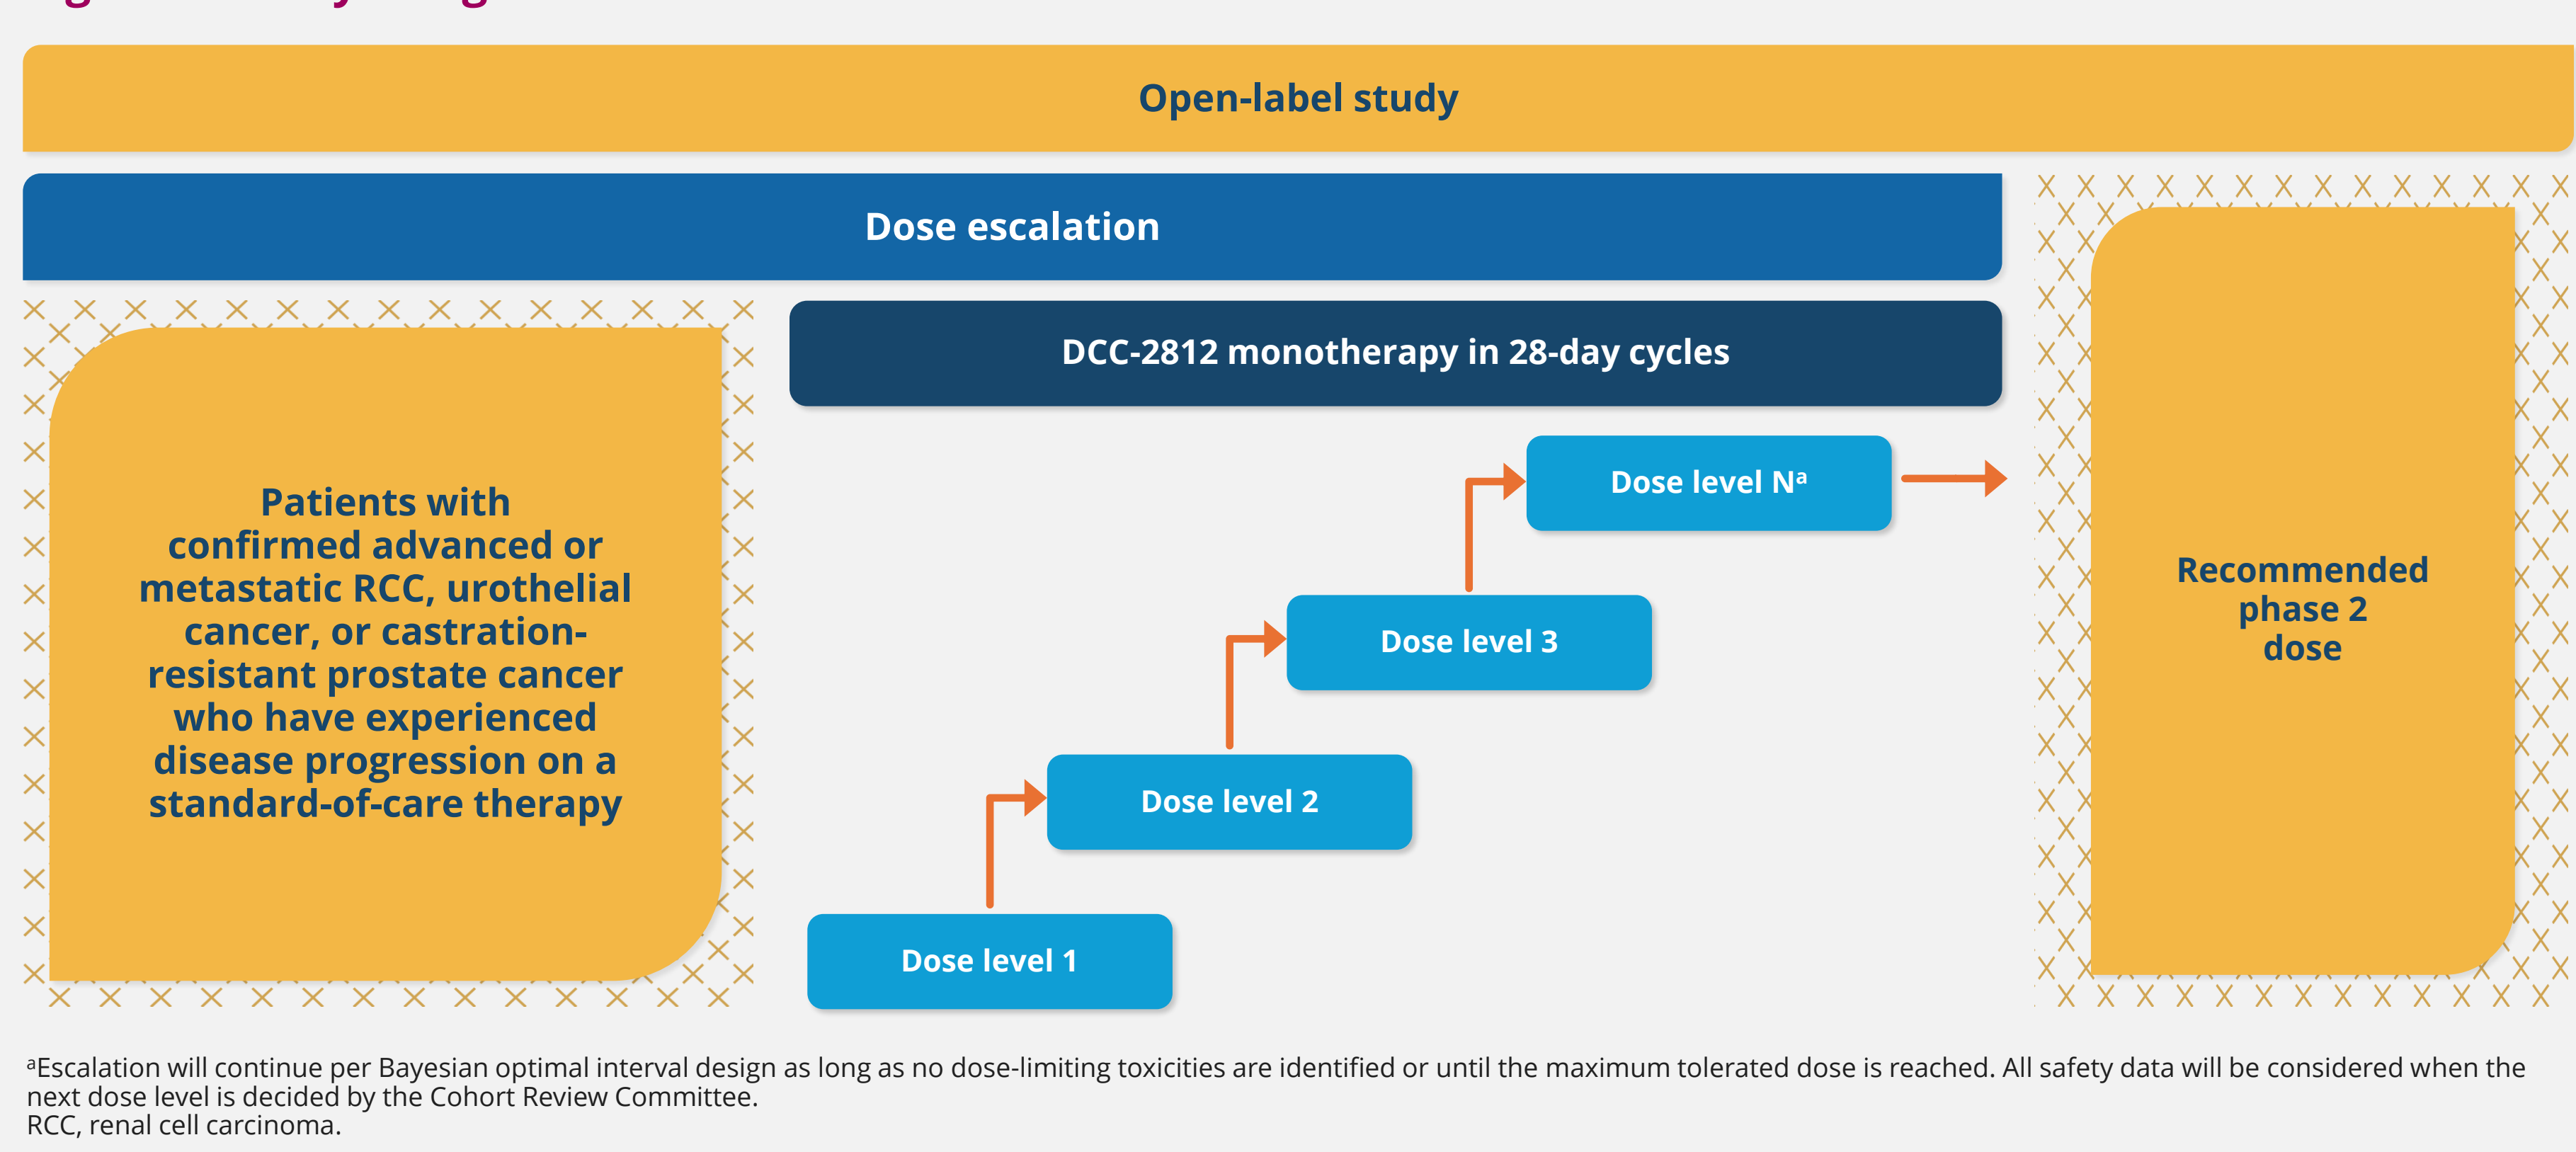 Open-label study
Dose escalation
DCC-2812 monotherapy in 28-day cycles
Patients with
confirmed advanced or
metastatic RCC, urothelial
cancer, or castration-
resistant prostate cancer
who have experienced
disease progression on a
standard-of-care therapy
Dose level 1
Dose level 2
Dose level 3
Dose level Nᵃ
Recommended
phase 2
dose
ᵃEscalation will continue per Bayesian optimal interval design as long as no dose-limiting toxicities are identified or until the maximum tolerated dose is reached. All safety data will be considered when the
next dose level is decided by the Cohort Review Committee.
RCC, renal cell carcinoma.